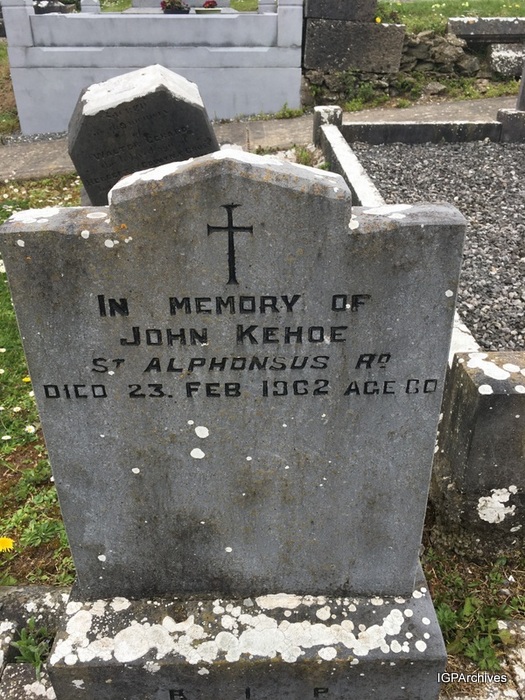 IN MEMORY OF
JOHN KEHOE
ST ALPHONSUS RD
DIED 23. FEB 1962 AGE 60
R I P
IGPArchives